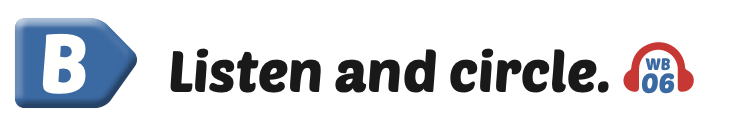 B Listen and circle. WB
06